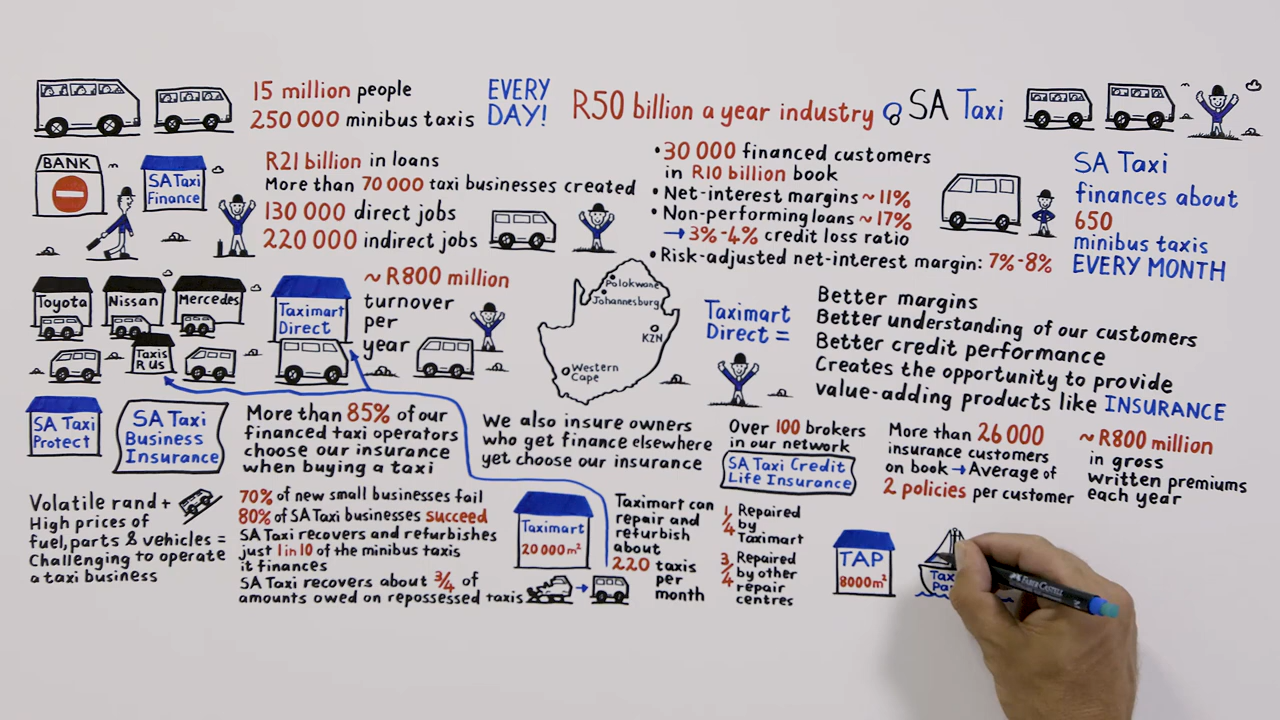 15 million people
250 000 minibus taxis
EVERY
DAY!
R50 billion a year industry
SA Taxi
BANK
SA Taxi
Finance
R21 billion in loans
More than 70 000 taxi businesses created
130 000 direct jobs
220 000 indirect jobs
• 30 000 financed customers
in R10 billion book
• Net-interest margins ~ 11%
• Non-performing loans ~ 17%
→ 3%-4% credit loss ratio
• Risk-adjusted net-interest margin: 7%-8%
SA Taxi
finances about
650
minibus taxis
EVERY MONTH
Toyota
Nissan
Mercedes
Taxis
R Us
Taximart
Direct
~ R800 million
turnover
per
year
Polokwane
Johannesburg
KZN
Western
Cape
Taximart
Direct =
Better margins
Better understanding of our customers
Better credit performance
Creates the opportunity to provide
value-adding products like INSURANCE
SA Taxi
Protect
SA Taxi
Business
Insurance
More than 85% of our
financed taxi operators
choose our insurance
when buying a taxi
We also insure owners
who get finance elsewhere
yet choose our insurance
Over 100 brokers
in our network
SA Taxi Credit
Life Insurance
More than 26 000
insurance customers
on book → Average of
2 policies per customer
~ R800 million
in gross
written premiums
each year
Volatile rand +
High prices of
fuel, parts & vehicles =
Challenging to operate
a taxi business
70% of new small businesses fail
80% of SA Taxi businesses succeed
SA Taxi recovers and refurbishes
just 1 in 10 of the minibus taxis
it finances
SA Taxi recovers about 3/4 of
amounts owed on repossessed taxis
Taximart
20 000m²
Taximart can
repair and
refurbish
about
220 taxis
per
month
1/4 Repaired
by
Taximart
3/4 Repaired
by other
repair
centres
TAP
8000m²
Tax
Pa
FABER-CASTELL